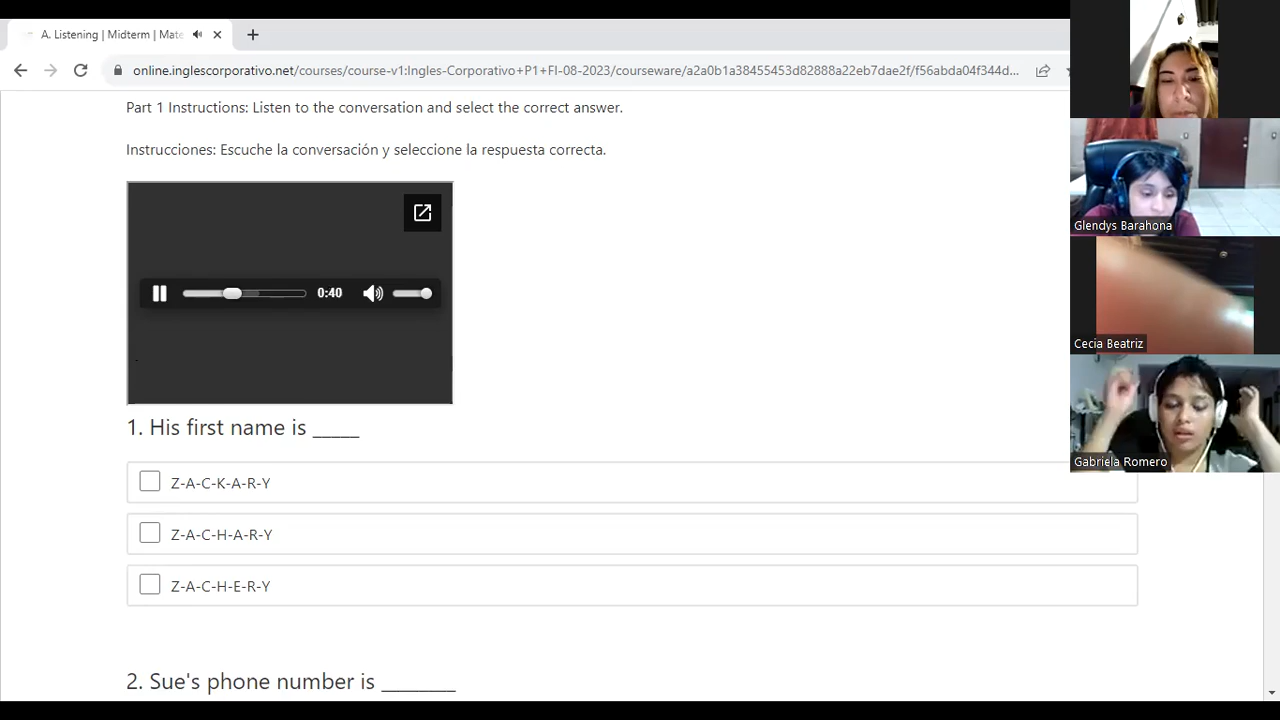 A. Listening | Midterm | Mate
online.inglescorporativo.net/courses/course-v1:Ingles-Cor
+P1+FI-08-2023/courseware/a2a0b1a38455453d82888a22eb7dae2f/f56abda04f344d...
Part 1 Instructions: Listen to the conversation and select the correct answer.
Instrucciones: Escuche la conversación y seleccione la respuesta correcta.
0:40
1. His first name is _____
Z-A-C-K-A-R-Y
Z-A-C-H-A-R-Y
Z-A-C-H-E-R-Y
2. Sue's phone number is ________
Glendys Barahona
Cecia Beatriz
Gabriela Romero